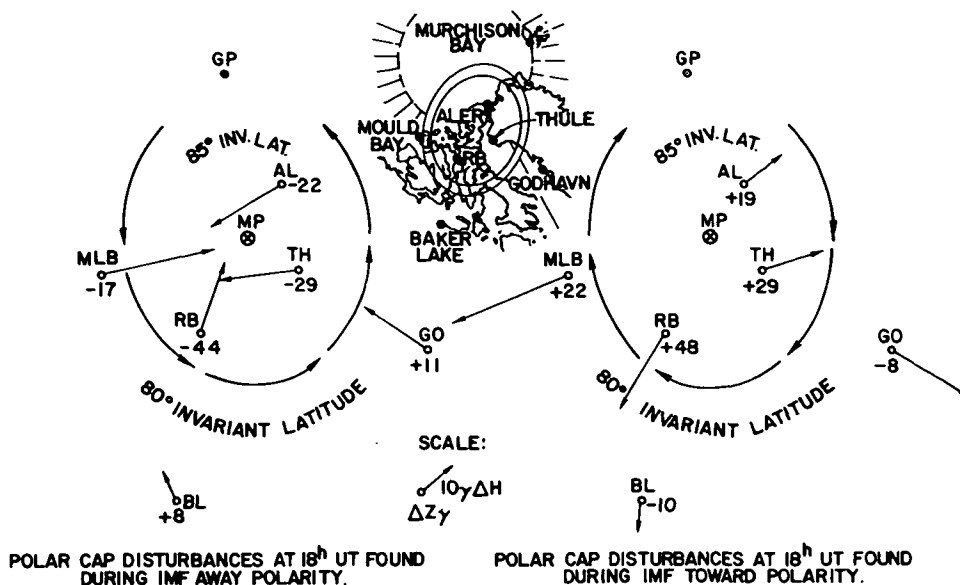 MURCHISON
BAY
GP
GP
ALERT
THULE
MOULD
BAY
RB
GODHAVN
BAKER
LAKE
85° INV. LAT.
AL
-22
MP
MLB
-17
TH
-29
RB
-44
GO
+11
80° INVARIANT LATITUDE
BL
+8
85° INV. LAT.
AL
+19
MP
MLB
+22
TH
+29
RB
+48
GO
-8
80° INVARIANT LATITUDE
BL
-10
SCALE:
10γΔH
ΔZγ
POLAR CAP DISTURBANCES AT 18h UT FOUND
DURING IMF AWAY POLARITY.
POLAR CAP DISTURBANCES AT 18h UT FOUND
DURING IMF TOWARD POLARITY.